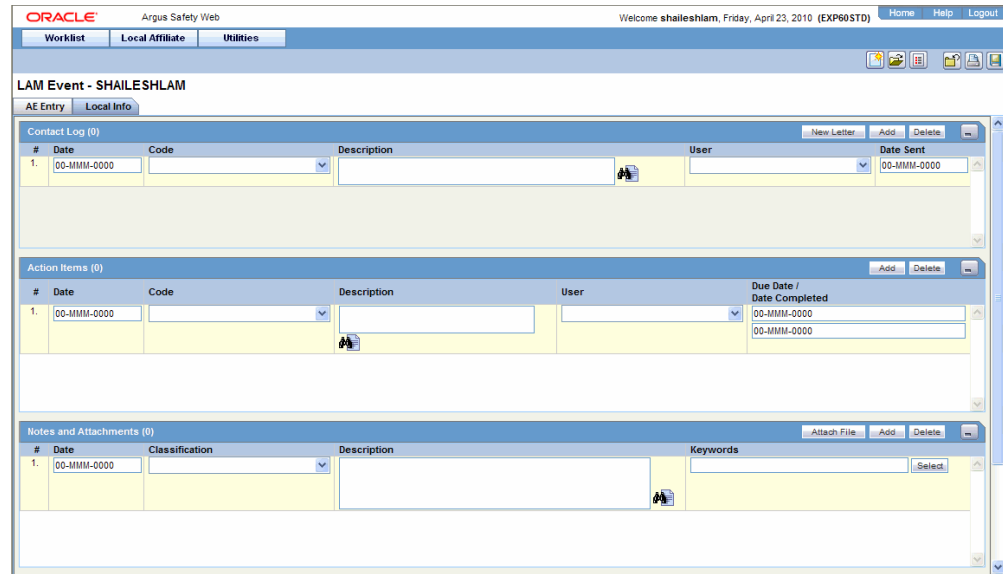 ORACLE Argus Safety Web Welcome shaileshlam, Friday, April 23, 2010 (EXP60STD) Home Help Logout
Worklist Local Affiliate Utilities
LAM Event - SHAILESHLAM
AE Entry Local Info
Contact Log (0) New Letter Add Delete
# Date Code Description User Date Sent
1. 00-MMM-0000 00-MMM-0000
Action Items (0) Add Delete
# Date Code Description User Due Date /
Date Completed
1. 00-MMM-0000 00-MMM-0000
00-MMM-0000
Notes and Attachments (0) Attach File Add Delete
# Date Classification Description Keywords
1. 00-MMM-0000 Select